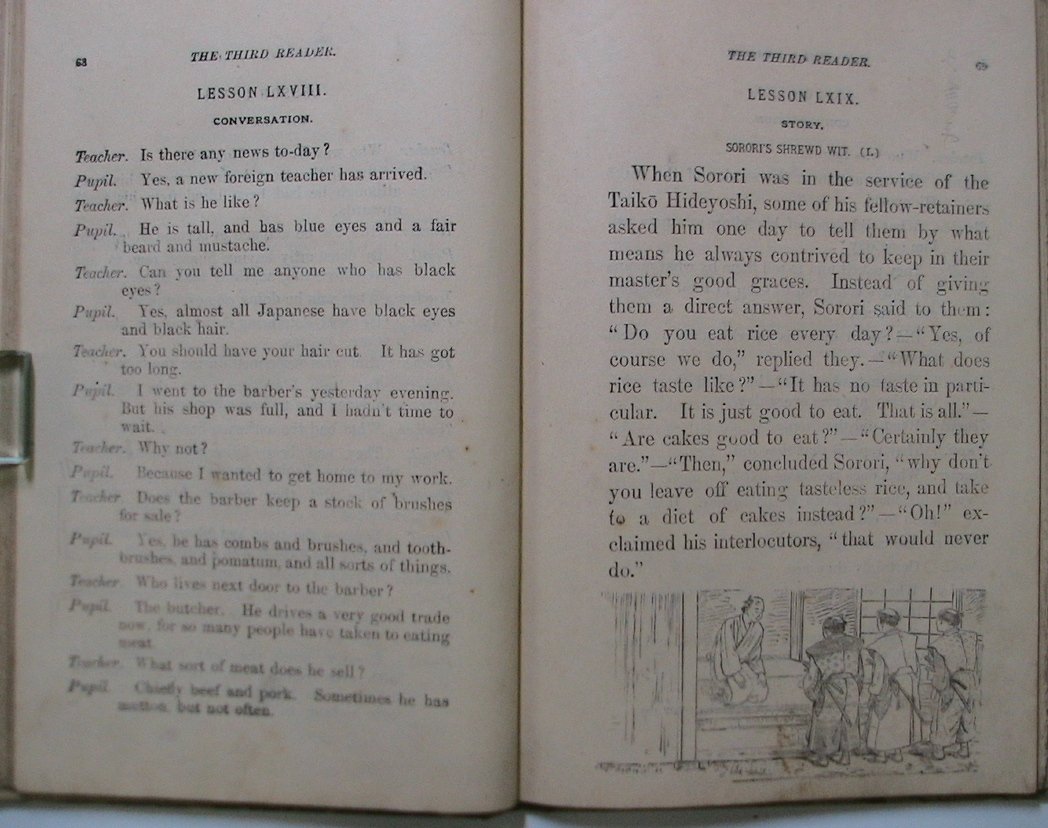 68
THE THIRD READER.
LESSON LXVIII.
CONVERSATION.
Teacher. Is there any news to-day?
Pupil. Yes, a new foreign teacher has arrived.
Teacher. What is he like?
Pupil. He is tall, and has blue eyes and a fair
beard and mustache.
Teacher. Can you tell me anyone who has black
eyes?
Pupil. Yes, almost all Japanese have black eyes
and black hair.
Teacher. You should have your hair cut. It has got
too long.
Pupil. I went to the barber's yesterday evening.
But his shop was full, and I hadn't time to
wait.
Teacher. Why not?
Pupil. Because I wanted to get home to my work.
Teacher. Does the barber keep a stock of brushes
for sale?
Pupil. Yes, he has combs and brushes, and tooth-
brushes, and pomatum, and all sorts of things.
Teacher. Who lives next door to the barber?
Pupil. The butcher. He drives a very good trade
now, for so many people have taken to eating
meat.
Teacher. What sort of meat does he sell?
Pupil. Chiefly beef and pork. Sometimes he has
mutton, but not often.
THE THIRD READER.
69
LESSON LXIX.
STORY.
SORORI'S SHREWD WIT. (I.)
When Sorori was in the service of the
Taikō Hideyoshi, some of his fellow-retainers
asked him one day to tell them by what
means he always contrived to keep in their
master's good graces. Instead of giving
them a direct answer, Sorori said to them:
"Do you eat rice every day?—"Yes, of
course we do," replied they.—"What does
rice taste like?"—"It has no taste in parti-
cular. It is just good to eat. That is all."—
"Are cakes good to eat?"—"Certainly they
are."—"Then," concluded Sorori, "why don't
you leave off eating tasteless rice, and take
to a diet of cakes instead?"—"Oh!" ex-
claimed his interlocutors, "that would never
do."